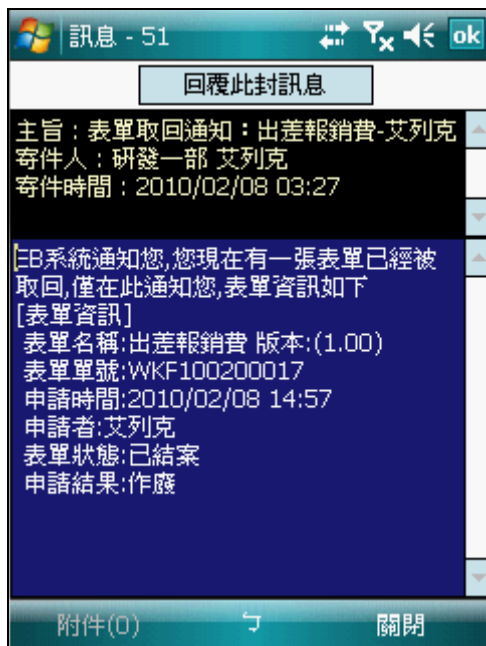 訊息 - 51
ok
回覆此封訊息
主旨：表單取回通知：出差報銷費-艾列克
寄件人：研發一部 艾列克
寄件時間：2010/02/08 03:27
EB系統通知您,您現在有一張表單已經被
取回,僅在此通知您,表單資訊如下
[表單資訊]
表單名稱:出差報銷費 版本:(1.00)
表單單號:WKF100200017
申請時間:2010/02/08 14:57
申請者:艾列克
表單狀態:已結案
申請結果:作廢
附件(0)
ㄅ
關閉